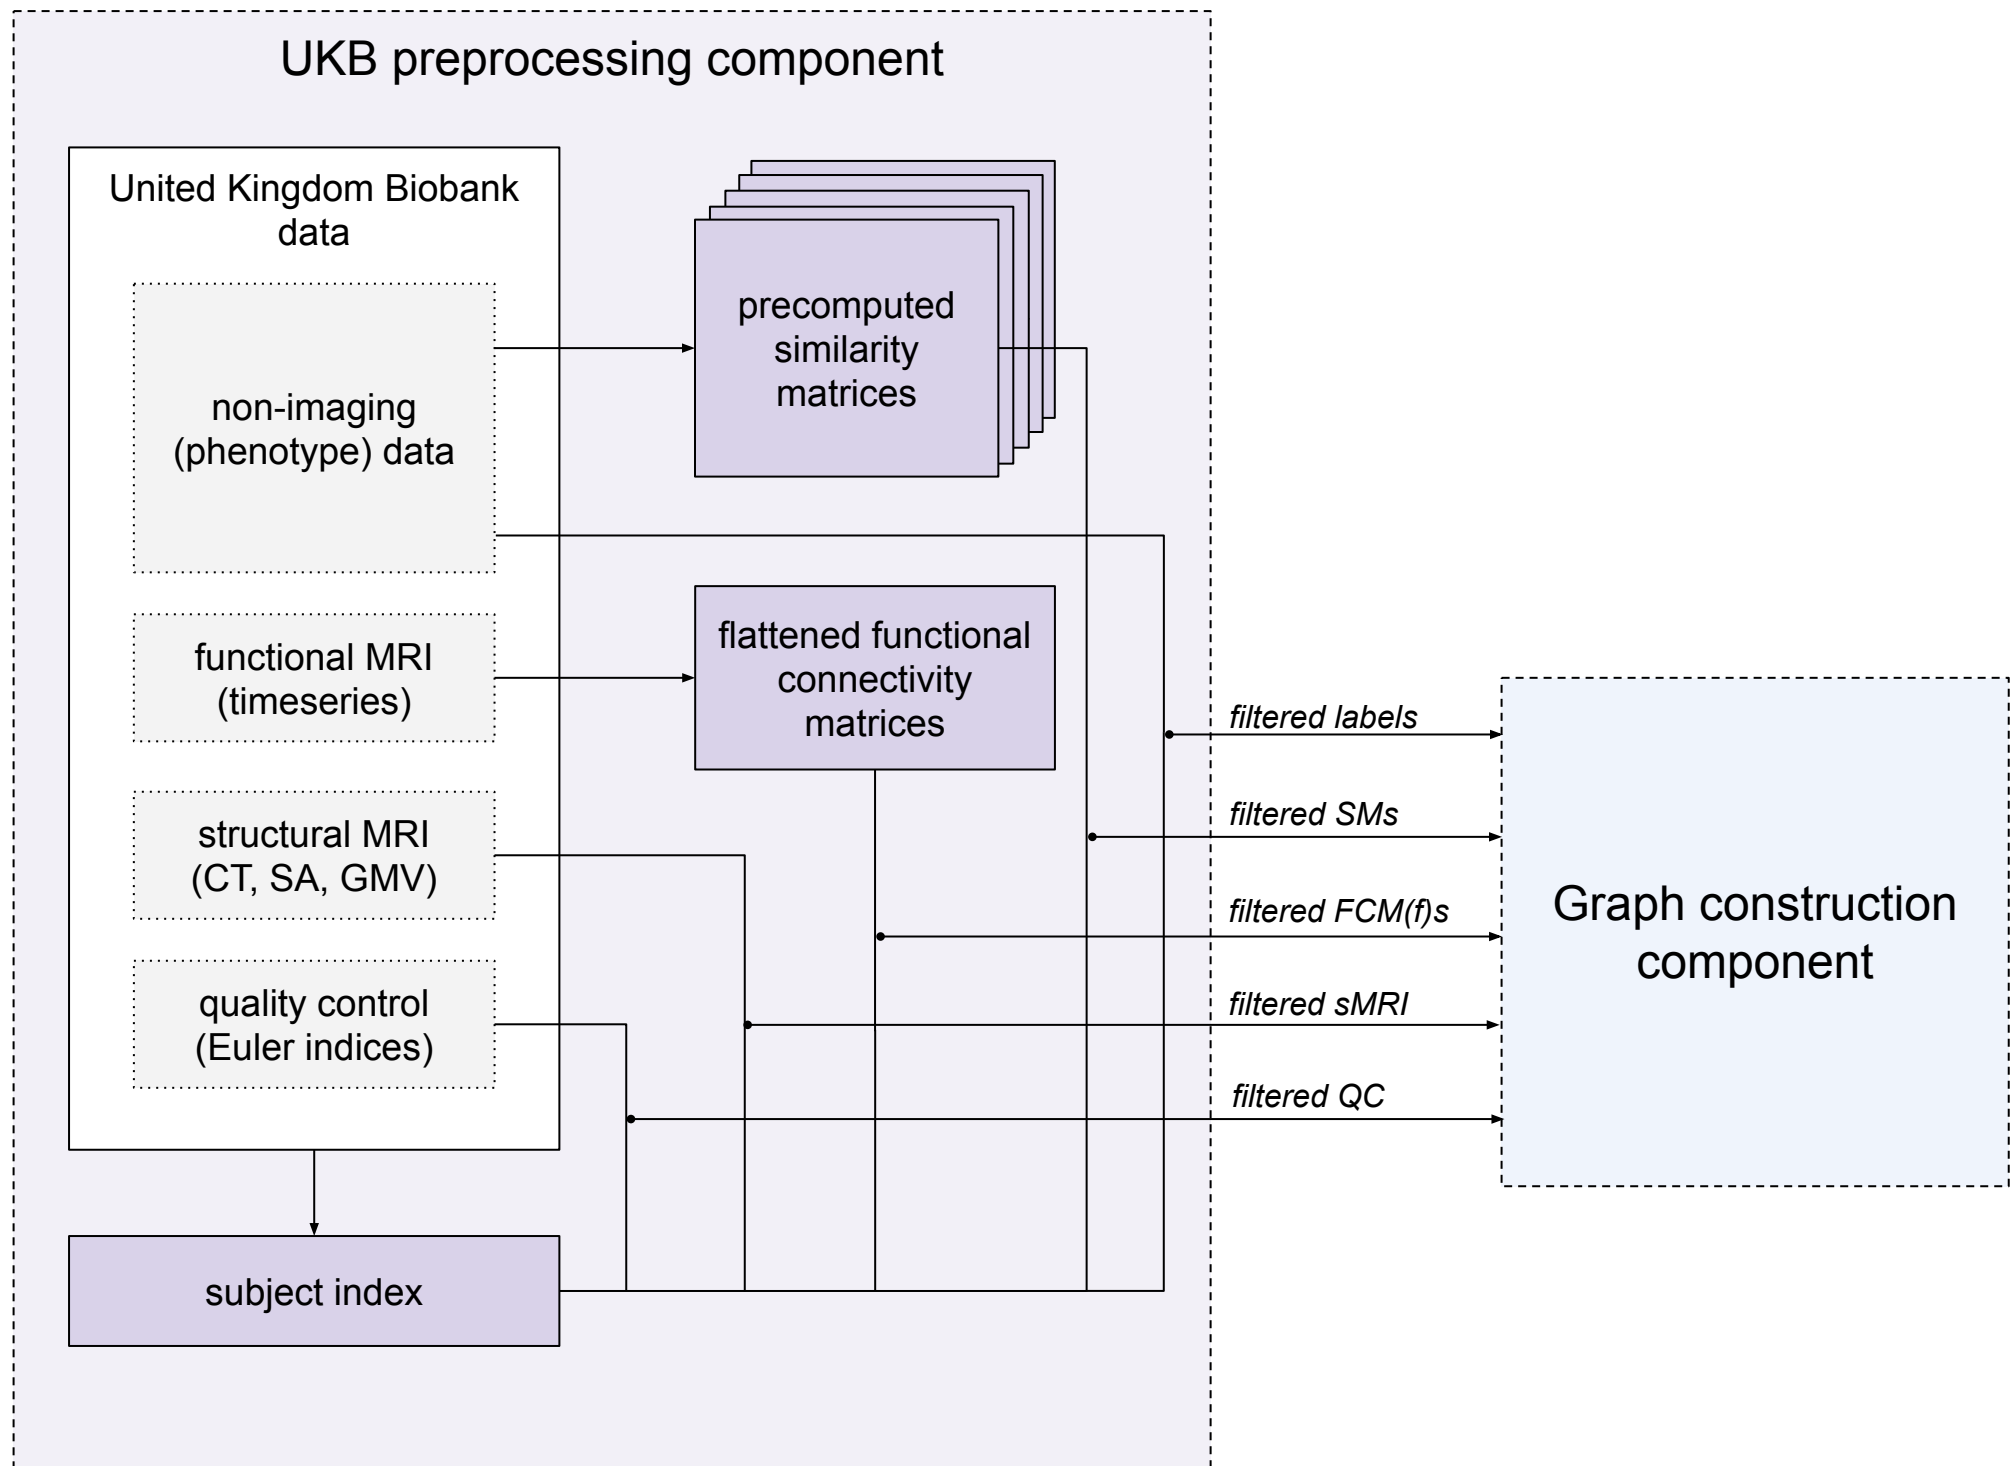 UKB preprocessing component
United Kingdom Biobank
data
non-imaging
(phenotype) data
functional MRI
(timeseries)
structural MRI
(CT, SA, GMV)
quality control
(Euler indices)
subject index
precomputed
similarity
matrices
flattened functional
connectivity
matrices
filtered labels
filtered SMs
filtered FCM(f)s
filtered sMRI
filtered QC
Graph construction
component